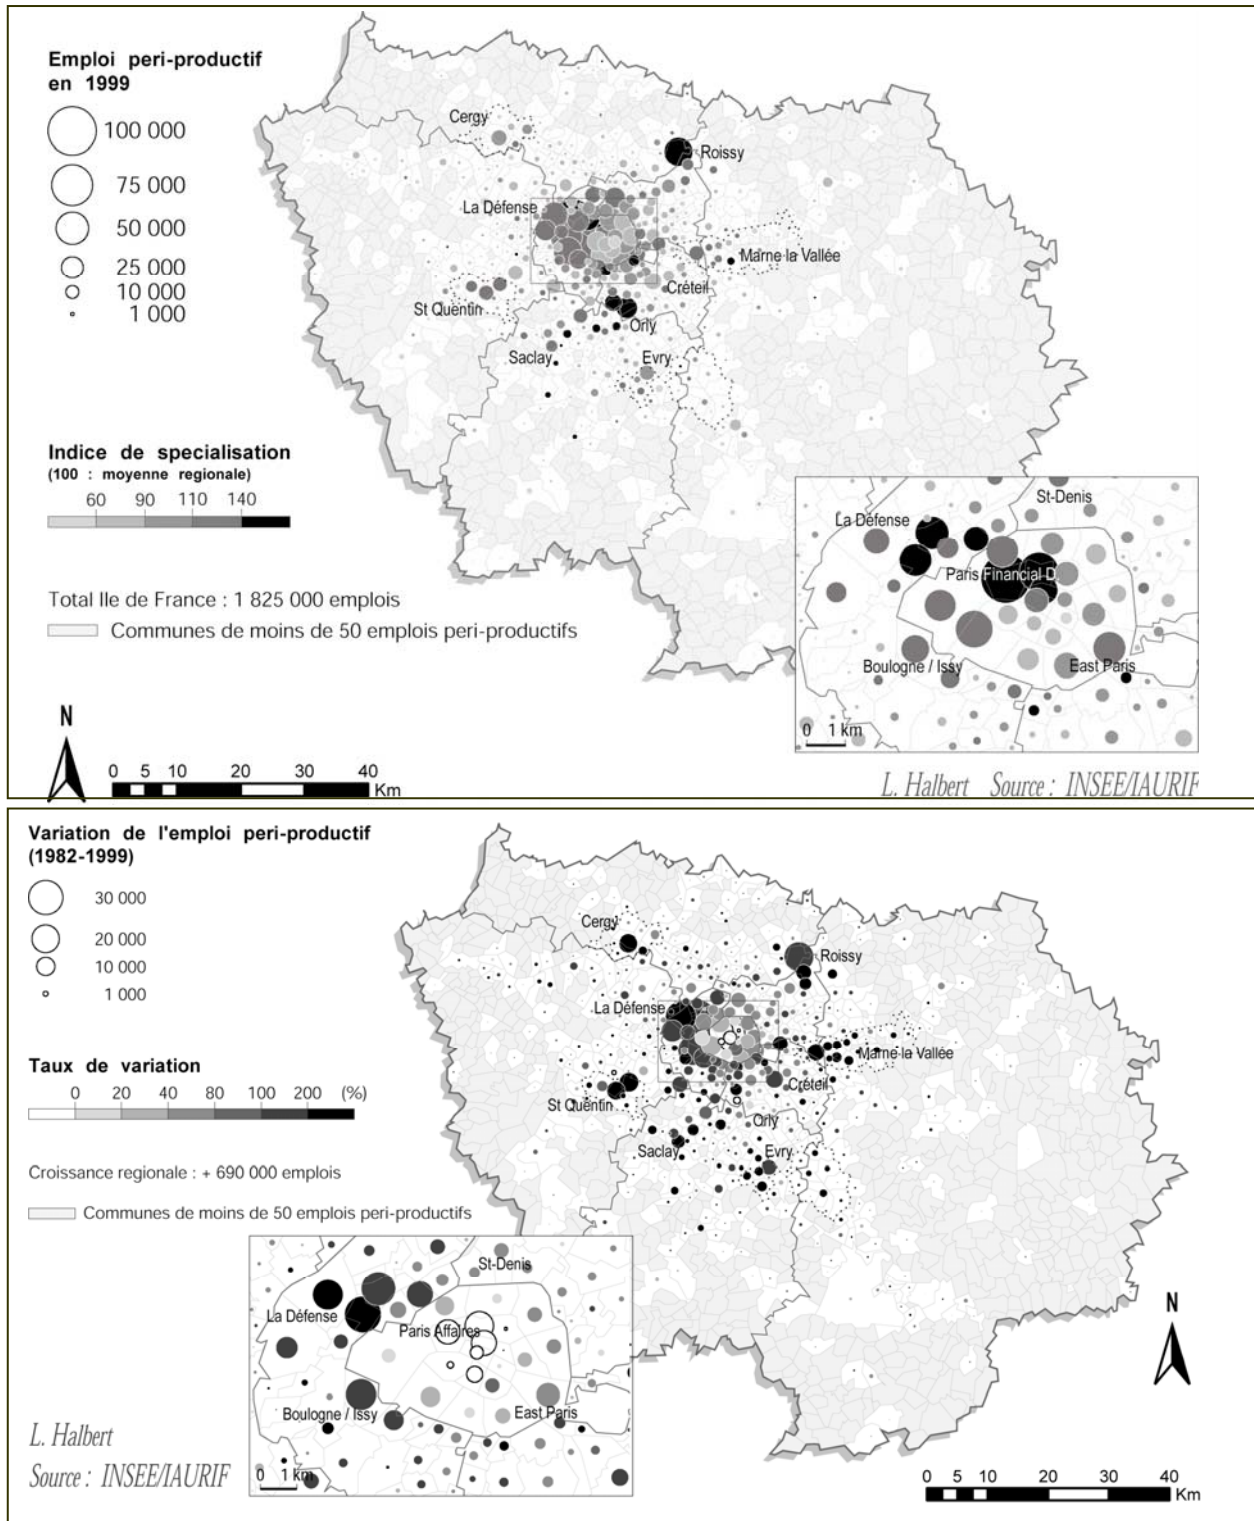 Emploi peri-productif
en 1999
100 000
75 000
50 000
25 000
10 000
1 000
Cergy
Roissy
La Défense
Marne la Vallée
Créteil
St Quentin
Orly
Saclay
Evry
Indice de specialisation
(100 : moyenne regionale)
60 90 110 140
Total Ile de France : 1 825 000 emplois
Communes de moins de 50 emplois peri-productifs
St-Denis
La Défense
Paris Financial D.
Boulogne / Issy
East Paris
0 1 km
N
0 5 10 20 30 40
Km
L. Halbert Source : INSEE/IAURIF
Variation de l'emploi peri-productif
(1982-1999)
30 000
20 000
10 000
1 000
Cergy
Roissy
La Défense
Marne la Vallée
Créteil
St Quentin
Orly
Saclay
Evry
Taux de variation
0 20 40 80 100 200 (%)
Croissance regionale : + 690 000 emplois
Communes de moins de 50 emplois peri-productifs
St-Denis
La Défense
Paris Affaires
Boulogne / Issy
East Paris
0 1 km
N
L. Halbert
Source : INSEE/IAURIF
0 5 10 20 30 40
Km